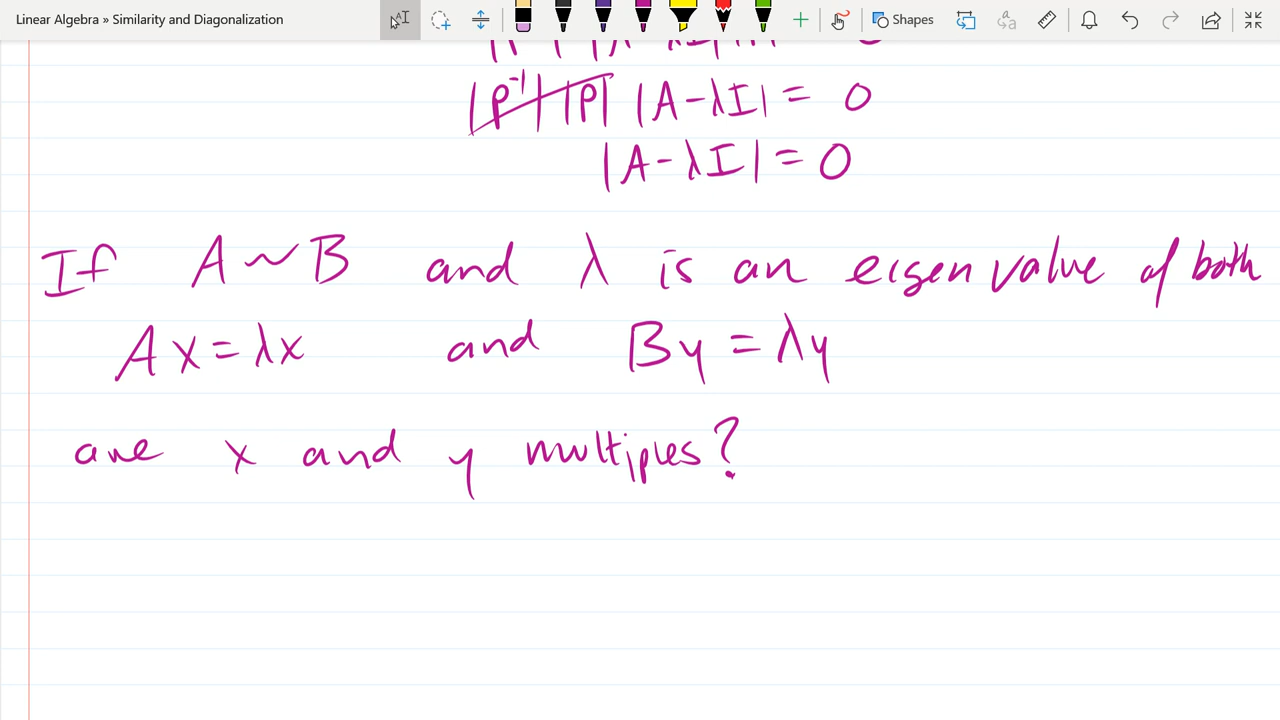 Linear Algebra » Similarity and Diagonalization
Shapes
|P⁻¹| |P| |A-λI| = 0
|A-λI| = 0
If A~B and λ is an eigenvalue of both
Ax=λx and By=λy
are x and y multiples?